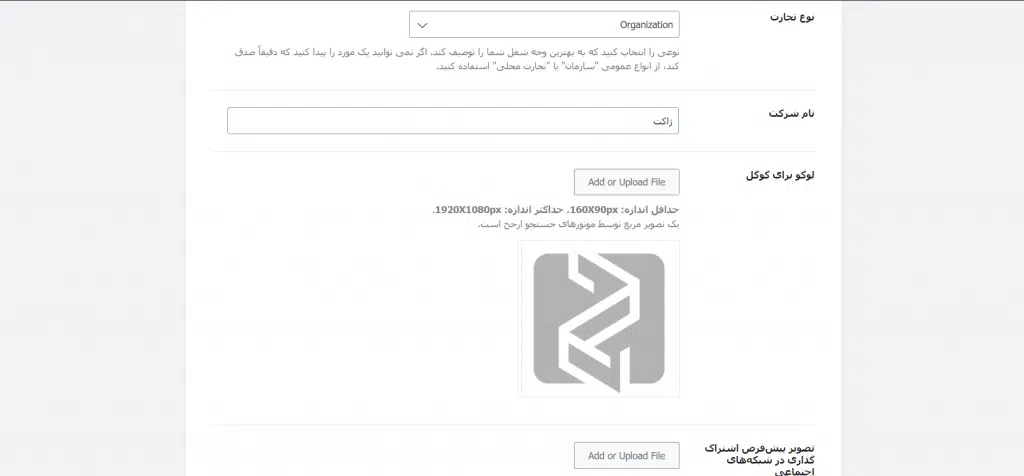 نوع تجارت
Organization
نوعی را انتخاب کنید که به بهترین وجه شغل شما را توصیف کند. اگر نمی توانید یک مورد را پیدا کنید که دقیقاً صدق
کند، از انواع عمومی "سازمان" یا "تجارت محلی" استفاده کنید.
نام شرکت
ژاکت
لوگو برای گوگل
Add or Upload File
حداقل اندازه: 160X90px، حداکثر اندازه: 1920X1080px.
یک تصویر مربع توسط موتورهای جستجو ارجح است.
تصویر پیش‌فرض اشتراک
گذاری در شبکه‌های
اجتماعی
Add or Upload File